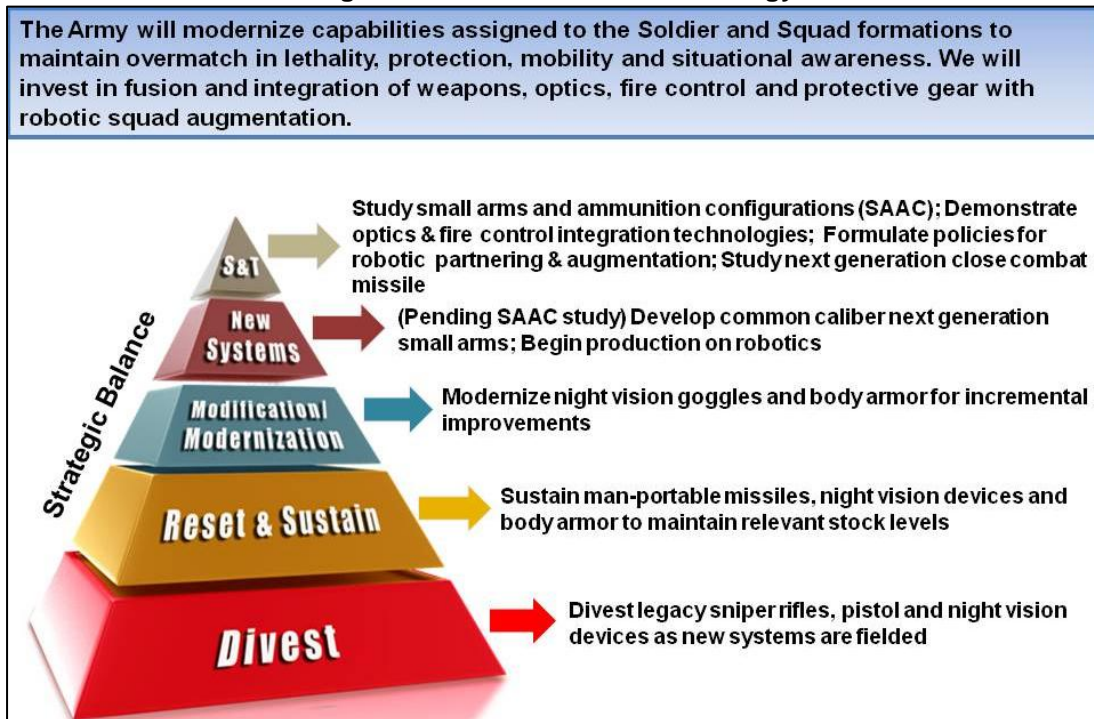 The Army will modernize capabilities assigned to the Soldier and Squad formations to
maintain overmatch in lethality, protection, mobility and situational awareness. We will
invest in fusion and integration of weapons, optics, fire control and protective gear with
robotic squad augmentation.
Strategic Balance
S&T
Study small arms and ammunition configurations (SAAC); Demonstrate
optics & fire control integration technologies; Formulate policies for
robotic partnering & augmentation; Study next generation close combat
missile
New
Systems
(Pending SAAC study) Develop common caliber next generation
small arms; Begin production on robotics
Modification/
Modernization
Modernize night vision goggles and body armor for incremental
improvements
Reset & Sustain
Sustain man-portable missiles, night vision devices and
body armor to maintain relevant stock levels
Divest
Divest legacy sniper rifles, pistol and night vision
devices as new systems are fielded